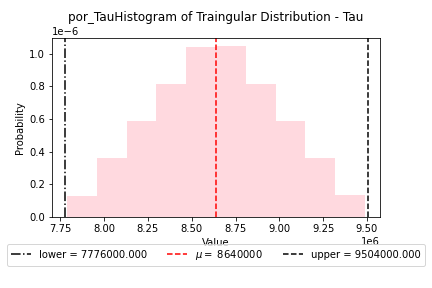 por_TauHistogram of Traingular Distribution - Tau
1e−6
1.0
0.8
0.6
0.4
0.2
0.0
Probability
7.75 8.00 8.25 8.50 8.75 9.00 9.25 9.50
Value
1e6
lower = 7776000.000 μ = 8640000 upper = 9504000.000